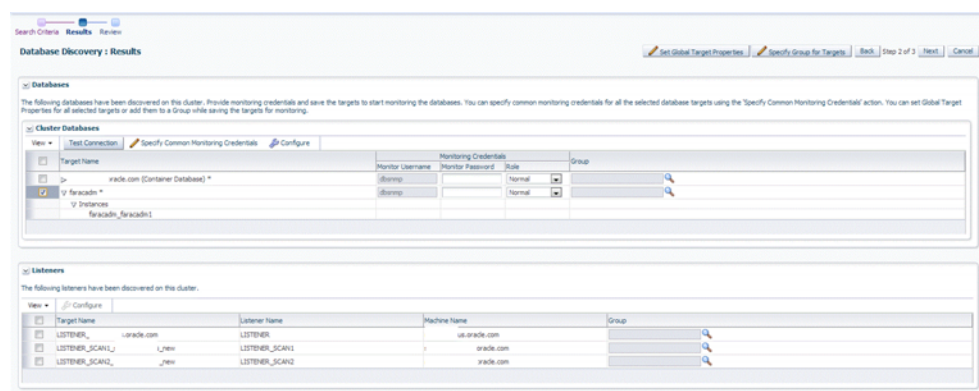 Search Criteria Results Review
Database Discovery : Results
Set Global Target Properties Specify Group for Targets Back Step 2 of 3 Next Cancel
Databases
The following databases have been discovered on this cluster. Provide monitoring credentials and save the targets to start monitoring the databases. You can specify common monitoring credentials for all the selected database targets using the 'Specify Common Monitoring Credentials' action. You can set Global Target
Properties for all selected targets or add them to a Group while saving the targets for monitoring.
Cluster Databases
View Test Connection Specify Common Monitoring Credentials Configure
Target Name Monitoring Credentials Group
Monitor Username Monitor Password Role
(Container Database) * dbsnmp Normal
faracadm * dbsnmp Normal
Instances
faracadm_faracadm1
Listeners
The following listeners have been discovered on this cluster.
View Configure
Target Name Listener Name Machine Name Group
LISTENER_ .oracle.com LISTENER us.oracle.com
LISTENER_SCAN1_ _new LISTENER_SCAN1 oracle.com
LISTENER_SCAN2_ _new LISTENER_SCAN2 oracle.com